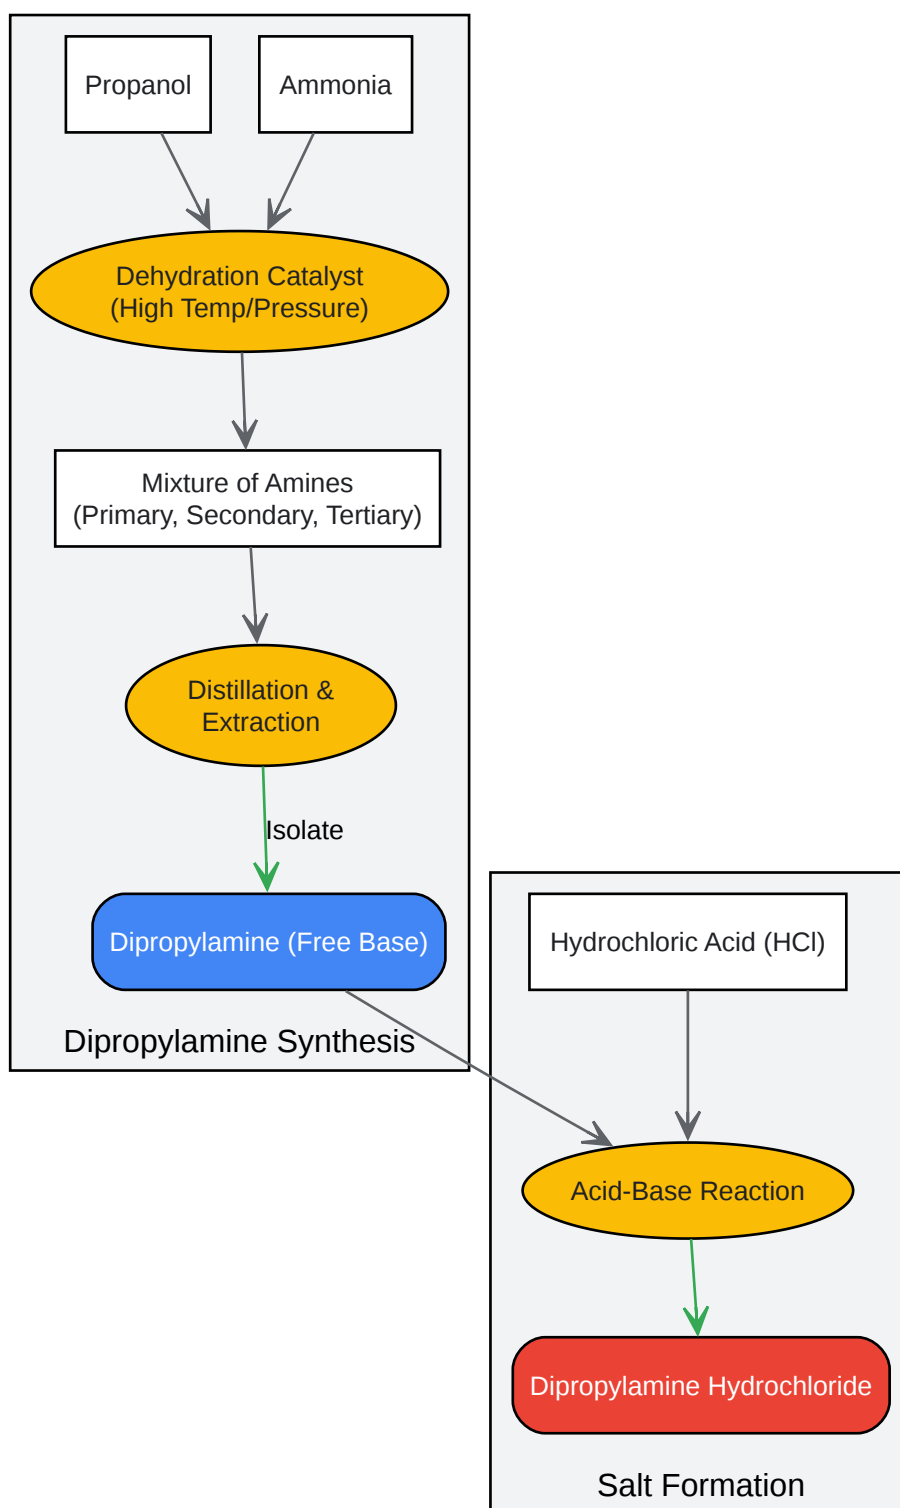 Propanol
Ammonia
Dehydration Catalyst
(High Temp/Pressure)
Mixture of Amines
(Primary, Secondary, Tertiary)
Distillation &
Extraction
Isolate
Dipropylamine (Free Base)
Dipropylamine Synthesis
Hydrochloric Acid (HCl)
Acid-Base Reaction
Dipropylamine Hydrochloride
Salt Formation